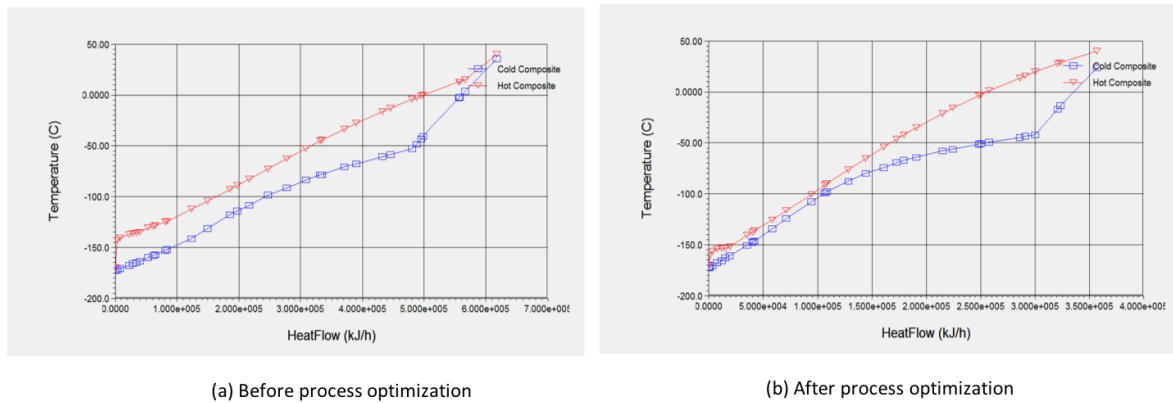 50.00
0.0000
-50.00
-100.0
-150.0
-200.0
Temperature (C)
Cold Composite
Hot Composite
0.0000 1.000e+005 2.000e+005 3.000e+005 4.000e+005 5.000e+005 6.000e+005 7.000e+005
HeatFlow (kJ/h)
(a) Before process optimization
50.00
0.0000
-50.00
-100.0
-150.0
-200.0
Temperature (C)
Cold Composite
Hot Composite
0.0000 5.000e+004 1.000e+005 1.500e+005 2.000e+005 2.500e+005 3.000e+005 3.500e+005 4.000e+005
HeatFlow (kJ/h)
(b) After process optimization